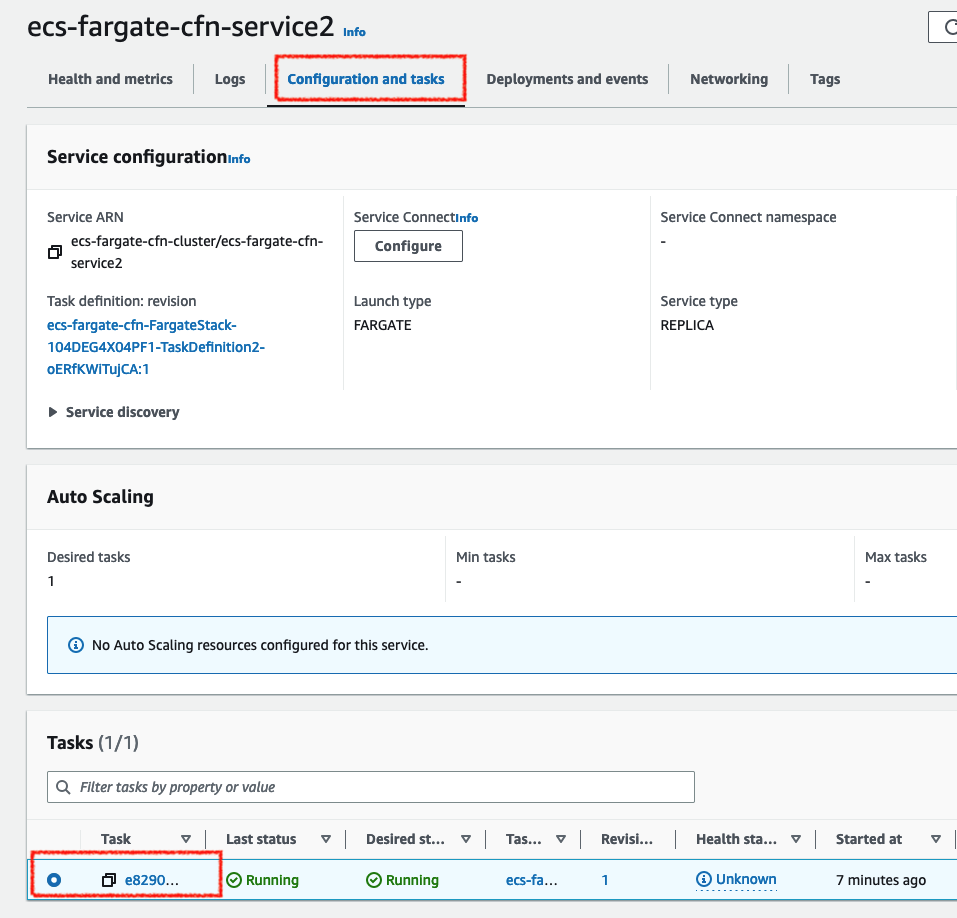 ecs-fargate-cfn-service2 Info
Health and metrics Logs Configuration and tasks Deployments and events Networking Tags
Service configuration Info
Service ARN
ecs-fargate-cfn-cluster/ecs-fargate-cfn-
service2
Service Connect Info
Configure
Service Connect namespace
-
Task definition: revision
ecs-fargate-cfn-FargateStack-
104DEG4X04PF1-TaskDefinition2-
oERfKWiTujCA:1
Launch type
FARGATE
Service type
REPLICA
Service discovery
Auto Scaling
Desired tasks
1
Min tasks
-
Max tasks
-
No Auto Scaling resources configured for this service.
Tasks (1/1)
Filter tasks by property or value
Task Last status Desired st... Tas... Revisi... Health sta... Started at
e8290... Running Running ecs-fa... 1 Unknown 7 minutes ago